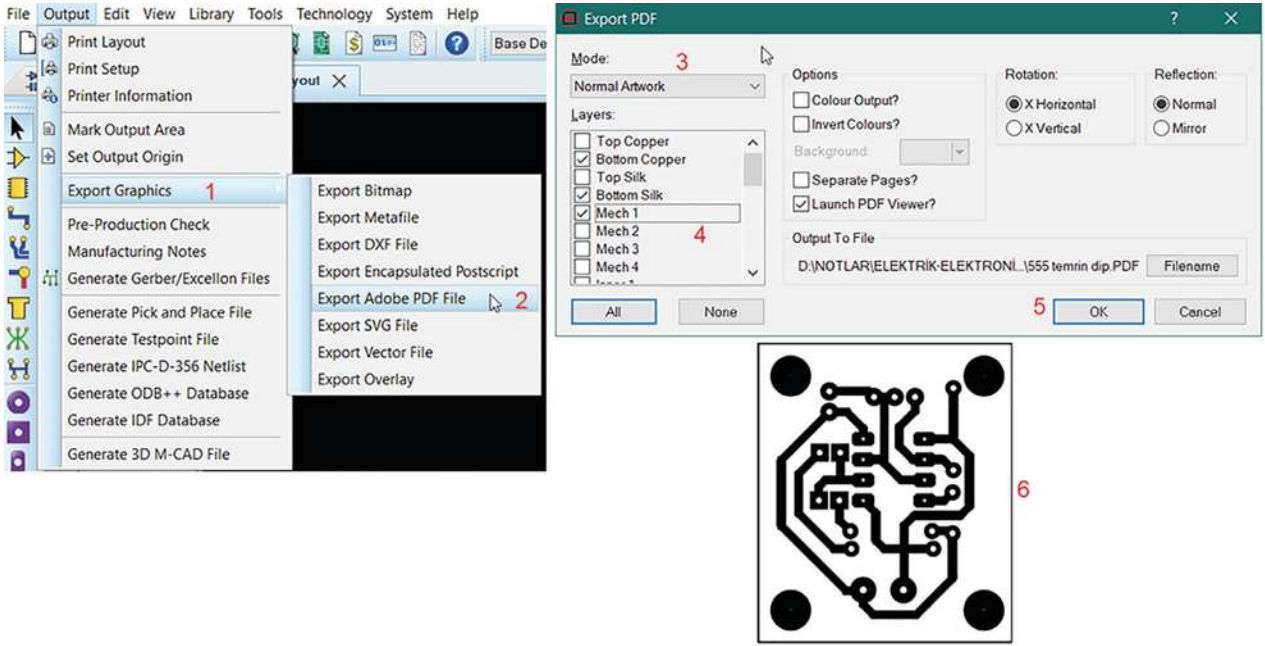 File Output Edit View Library Tools Technology System Help
Base De
yout X
Print Layout
Print Setup
Printer Information
Mark Output Area
Set Output Origin
Export Graphics 1
Pre-Production Check
Manufacturing Notes
Generate Gerber/Excellon Files
Generate Pick and Place File
Generate Testpoint File
Generate IPC-D-356 Netlist
Generate ODB++ Database
Generate IDF Database
Generate 3D M-CAD File
Export Bitmap
Export Metafile
Export DXF File
Export Encapsulated Postscript
Export Adobe PDF File 2
Export SVG File
Export Vector File
Export Overlay
Export PDF ? X
Mode: 3
Normal Artwork
Layers:
Top Copper
Bottom Copper
Top Silk
Bottom Silk
Mech 1
Mech 2
Mech 3
Mech 4
4
All None
Options
Colour Output?
Invert Colours?
Background:
Separate Pages?
Launch PDF Viewer?
Rotation:
X Horizontal
X Vertical
Reflection:
Normal
Mirror
Output To File
D:\NOTLAR\ELEKTRİK-ELEKTRONİ...\555 temrin dip.PDF Filename
5 OK Cancel
6